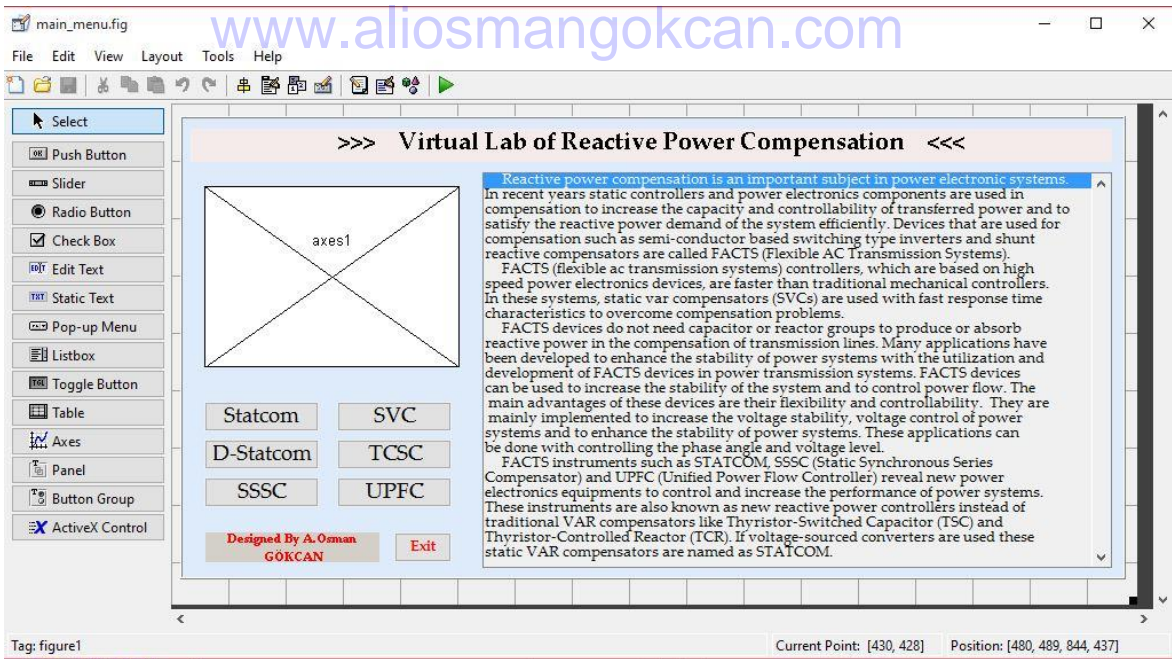 main_menu.fig
www.aliosmangokcan.com
File Edit View Layout Tools Help
Select
Push Button
Slider
Radio Button
Check Box
Edit Text
Static Text
Pop-up Menu
Listbox
Toggle Button
Table
Axes
Panel
Button Group
ActiveX Control
>>> Virtual Lab of Reactive Power Compensation <<<
axes1
Statcom SVC
D-Statcom TCSC
SSSC UPFC
Designed By A.Osman
GÖKCAN
Exit
Reactive power compensation is an important subject in power electronic systems.
In recent years static controllers and power electronics components are used in
compensation to increase the capacity and controllability of transferred power and to
satisfy the reactive power demand of the system efficiently. Devices that are used for
compensation such as semi-conductor based switching type inverters and shunt
reactive compensators are called FACTS (Flexible AC Transmission Systems).
FACTS (flexible ac transmission systems) controllers, which are based on high
speed power electronics devices, are faster than traditional mechanical controllers.
In these systems, static var compensators (SVCs) are used with fast response time
characteristics to overcome compensation problems.
FACTS devices do not need capacitor or reactor groups to produce or absorb
reactive power in the compensation of transmission lines. Many applications have
been developed to enhance the stability of power systems with the utilization and
development of FACTS devices in power transmission systems. FACTS devices
can be used to increase the stability of the system and to control power flow. The
main advantages of these devices are their flexibility and controllability. They are
mainly implemented to increase the voltage stability, voltage control of power
systems and to enhance the stability of power systems. These applications can
be done with controlling the phase angle and voltage level.
FACTS instruments such as STATCOM, SSSC (Static Synchronous Series
Compensator) and UPFC (Unified Power Flow Controller) reveal new power
electronics equipments to control and increase the performance of power systems.
These instruments are also known as new reactive power controllers instead of
traditional VAR compensators like Thyristor-Switched Capacitor (TSC) and
Thyristor-Controlled Reactor (TCR). If voltage-sourced converters are used these
static VAR compensators are named as STATCOM.
Tag: figure1
Current Point: [430, 428] Position: [480, 489, 844, 437]